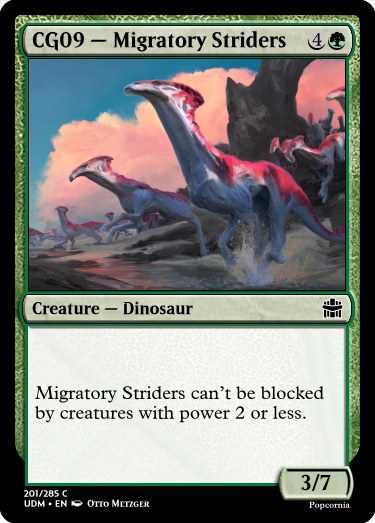 CG09 — Migratory Striders 4
Creature — Dinosaur
Migratory Striders can't be blocked
by creatures with power 2 or less.
3/7
201/285 C
UDM • EN Otto Metzger
Popcornia